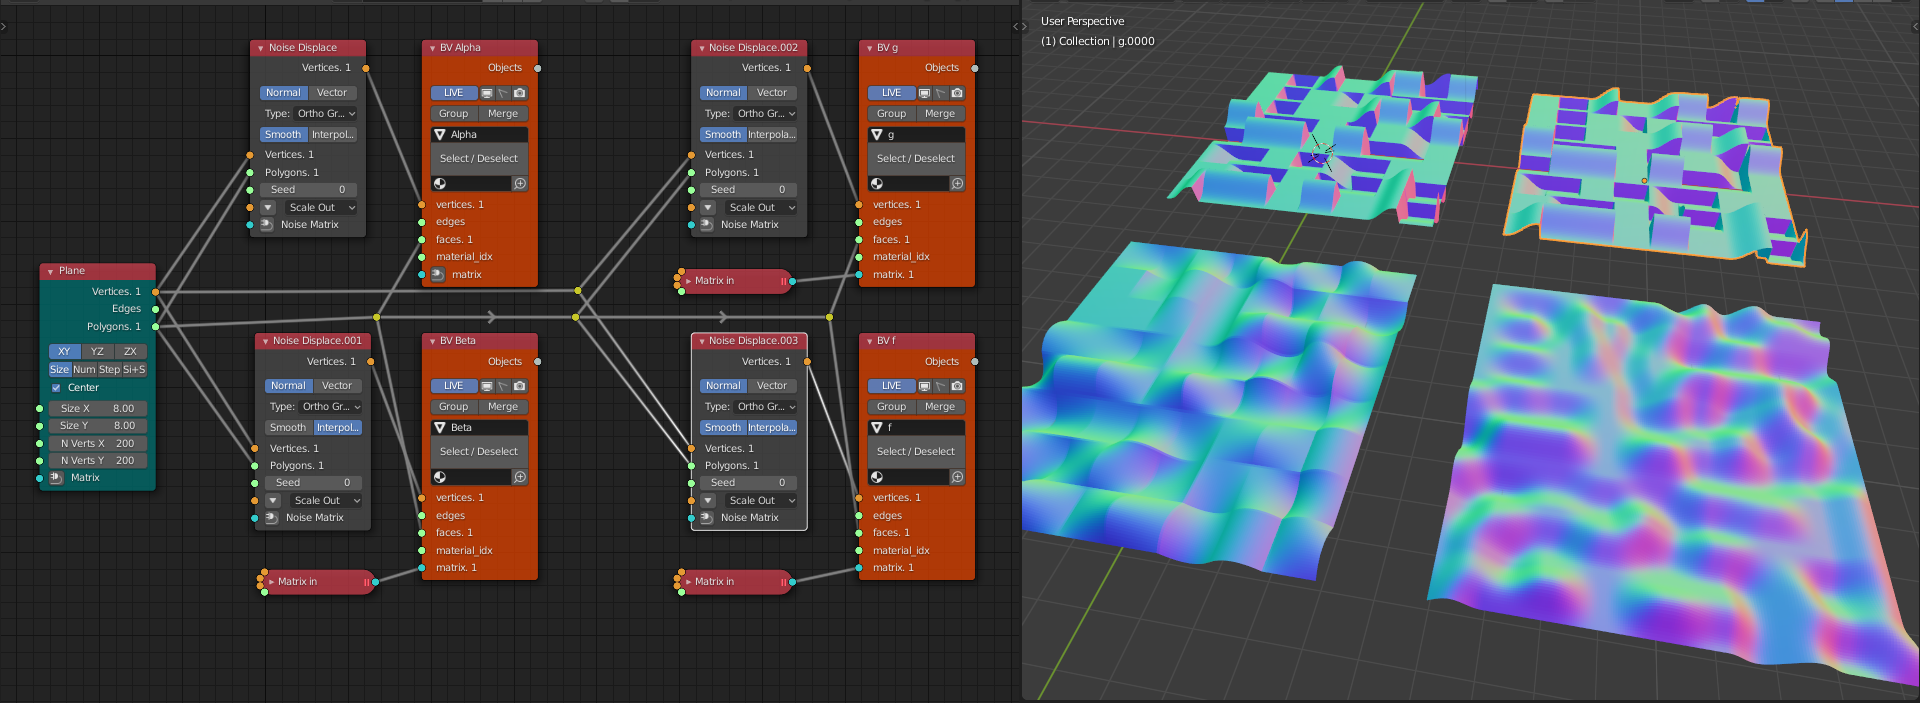 Noise Displace
Vertices. 1
Normal Vector
Type: Ortho Gr...
Smooth Interpol...
Vertices. 1
Polygons. 1
Seed 0
Scale Out
Noise Matrix
BV Alpha
Objects
LIVE
Group Merge
Alpha
Select / Deselect
vertices. 1
edges
faces. 1
material_idx
matrix
Noise Displace.002
Vertices. 1
Normal Vector
Type: Ortho Gr...
Smooth Interpola...
Vertices. 1
Polygons. 1
Seed 0
Scale Out
Noise Matrix
Matrix in
BV g
Objects
LIVE
Group Merge
g
Select / Deselect
vertices. 1
edges
faces. 1
material_idx
matrix. 1
Plane
Vertices. 1
Edges
Polygons. 1
XY YZ ZX
Size Num Step Si+S
Center
Size X 8.00
Size Y 8.00
N Verts X 200
N Verts Y 200
Matrix
Noise Displace.001
Vertices. 1
Normal Vector
Type: Ortho Gr...
Smooth Interpol...
Vertices. 1
Polygons. 1
Seed 0
Scale Out
Noise Matrix
Matrix in
BV Beta
Objects
LIVE
Group Merge
Beta
Select / Deselect
vertices. 1
edges
faces. 1
material_idx
matrix. 1
Noise Displace.003
Vertices. 1
Normal Vector
Type: Ortho Gr...
Smooth Interpola...
Vertices. 1
Polygons. 1
Seed 0
Scale Out
Noise Matrix
Matrix in
BV f
Objects
LIVE
Group Merge
f
Select / Deselect
vertices. 1
edges
faces. 1
material_idx
matrix. 1
User Perspective
(1) Collection | g.0000